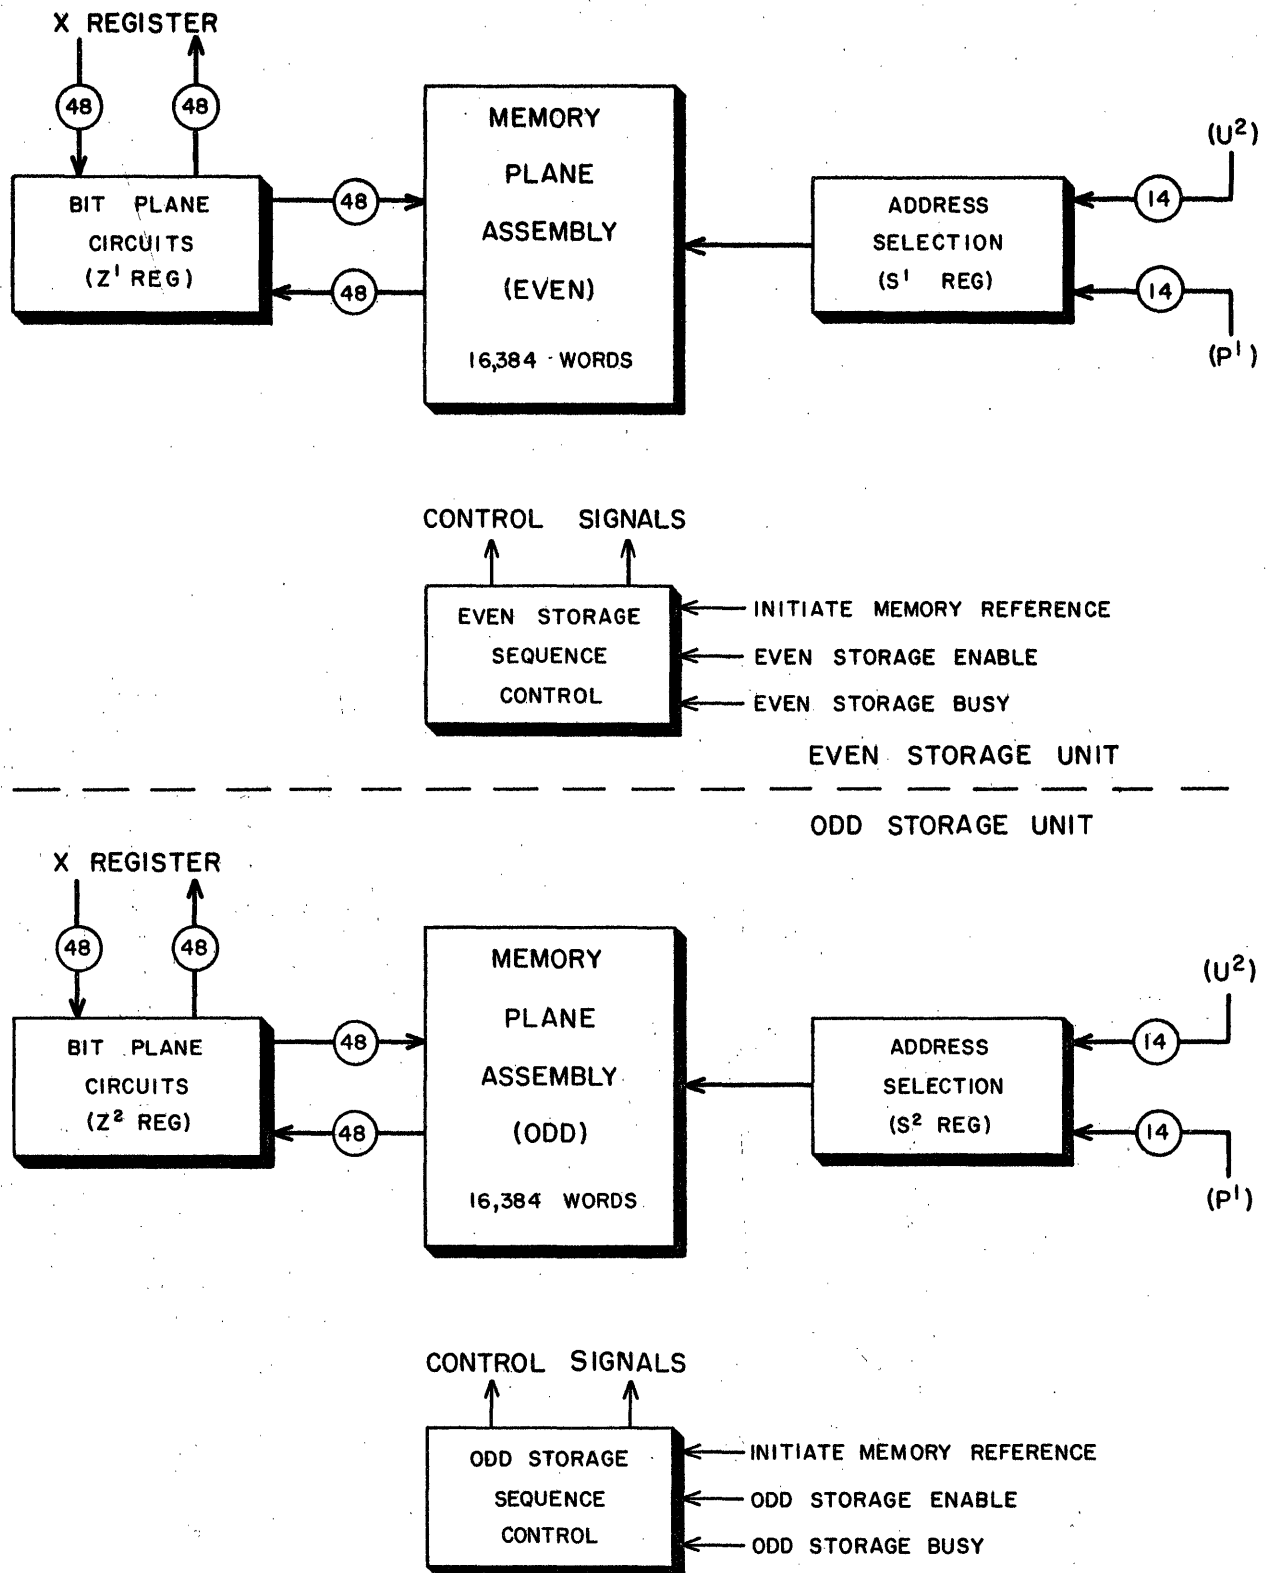 X REGISTER
48
48
BIT PLANE
CIRCUITS
(Z¹ REG)
48
48
MEMORY
PLANE
ASSEMBLY
(EVEN)
16,384 WORDS
ADDRESS
SELECTION
(S¹ REG)
(U²)
14
14
(P¹)
CONTROL SIGNALS
EVEN STORAGE
SEQUENCE
CONTROL
INITIATE MEMORY REFERENCE
EVEN STORAGE ENABLE
EVEN STORAGE BUSY
EVEN STORAGE UNIT
ODD STORAGE UNIT
X REGISTER
48
48
BIT PLANE
CIRCUITS
(Z² REG)
48
48
MEMORY
PLANE
ASSEMBLY
(ODD)
16,384 WORDS
ADDRESS
SELECTION
(S² REG)
(U²)
14
14
(P¹)
CONTROL SIGNALS
ODD STORAGE
SEQUENCE
CONTROL
INITIATE MEMORY REFERENCE
ODD STORAGE ENABLE
ODD STORAGE BUSY